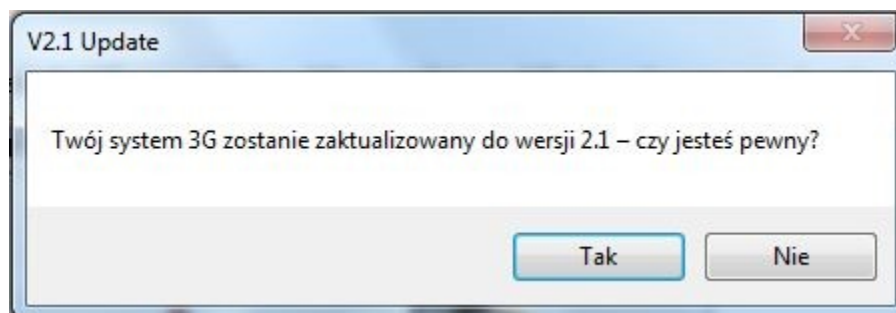 V2.1 Update
Twój system 3G zostanie zaktualizowany do wersji 2.1 – czy jesteś pewny?
Tak
Nie